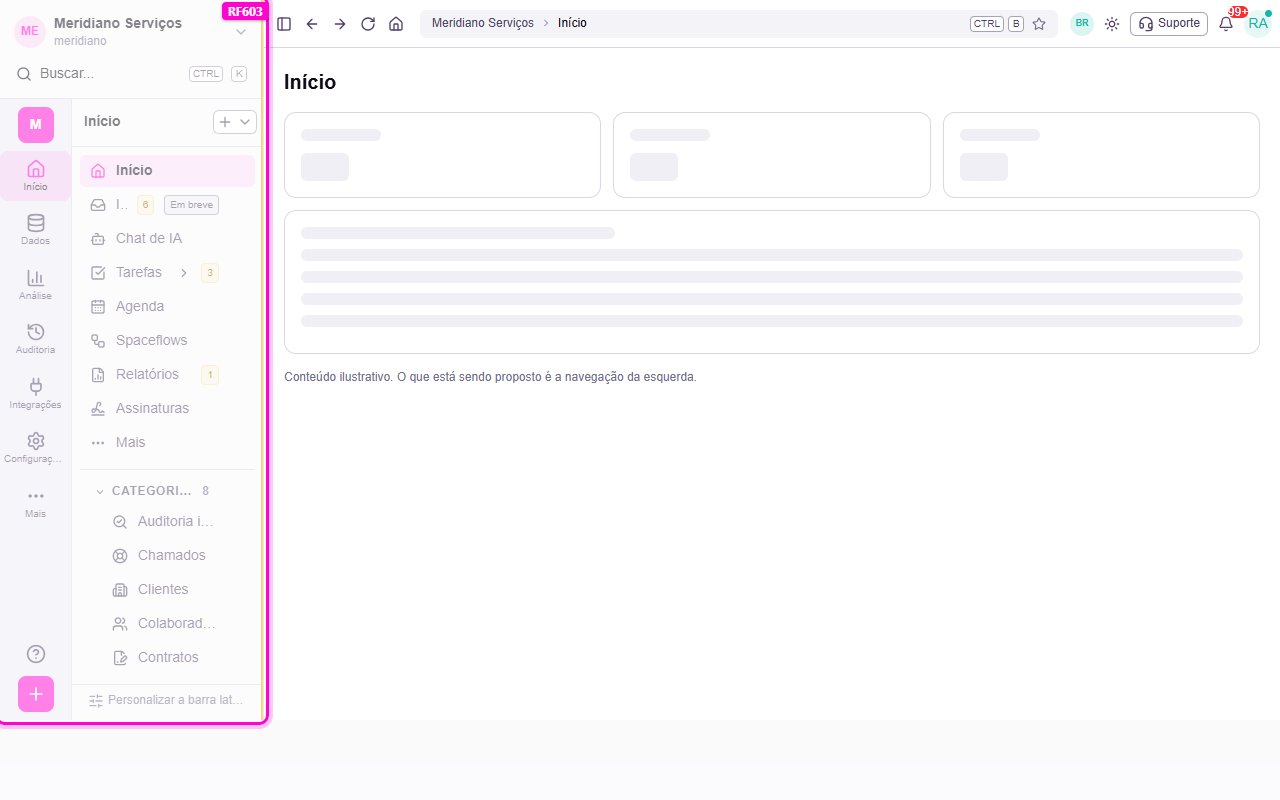 RF603
ME
Meridiano Serviços
meridiano
Buscar...
CTRL
K
Meridiano Serviços
Início
CTRL
B
BR
Suporte
99+
RA
M
Início
Dados
Análise
Auditoria
Integrações
Configuraç...
Mais
Início
Início
I..
6
Em breve
Chat de IA
Tarefas
3
Agenda
Spaceflows
Relatórios
1
Assinaturas
Mais
CATEGORI...
8
Auditoria i...
Chamados
Clientes
Colaborad...
Contratos
Personalizar a barra lat...
Início
Conteúdo ilustrativo. O que está sendo proposto é a navegação da esquerda.